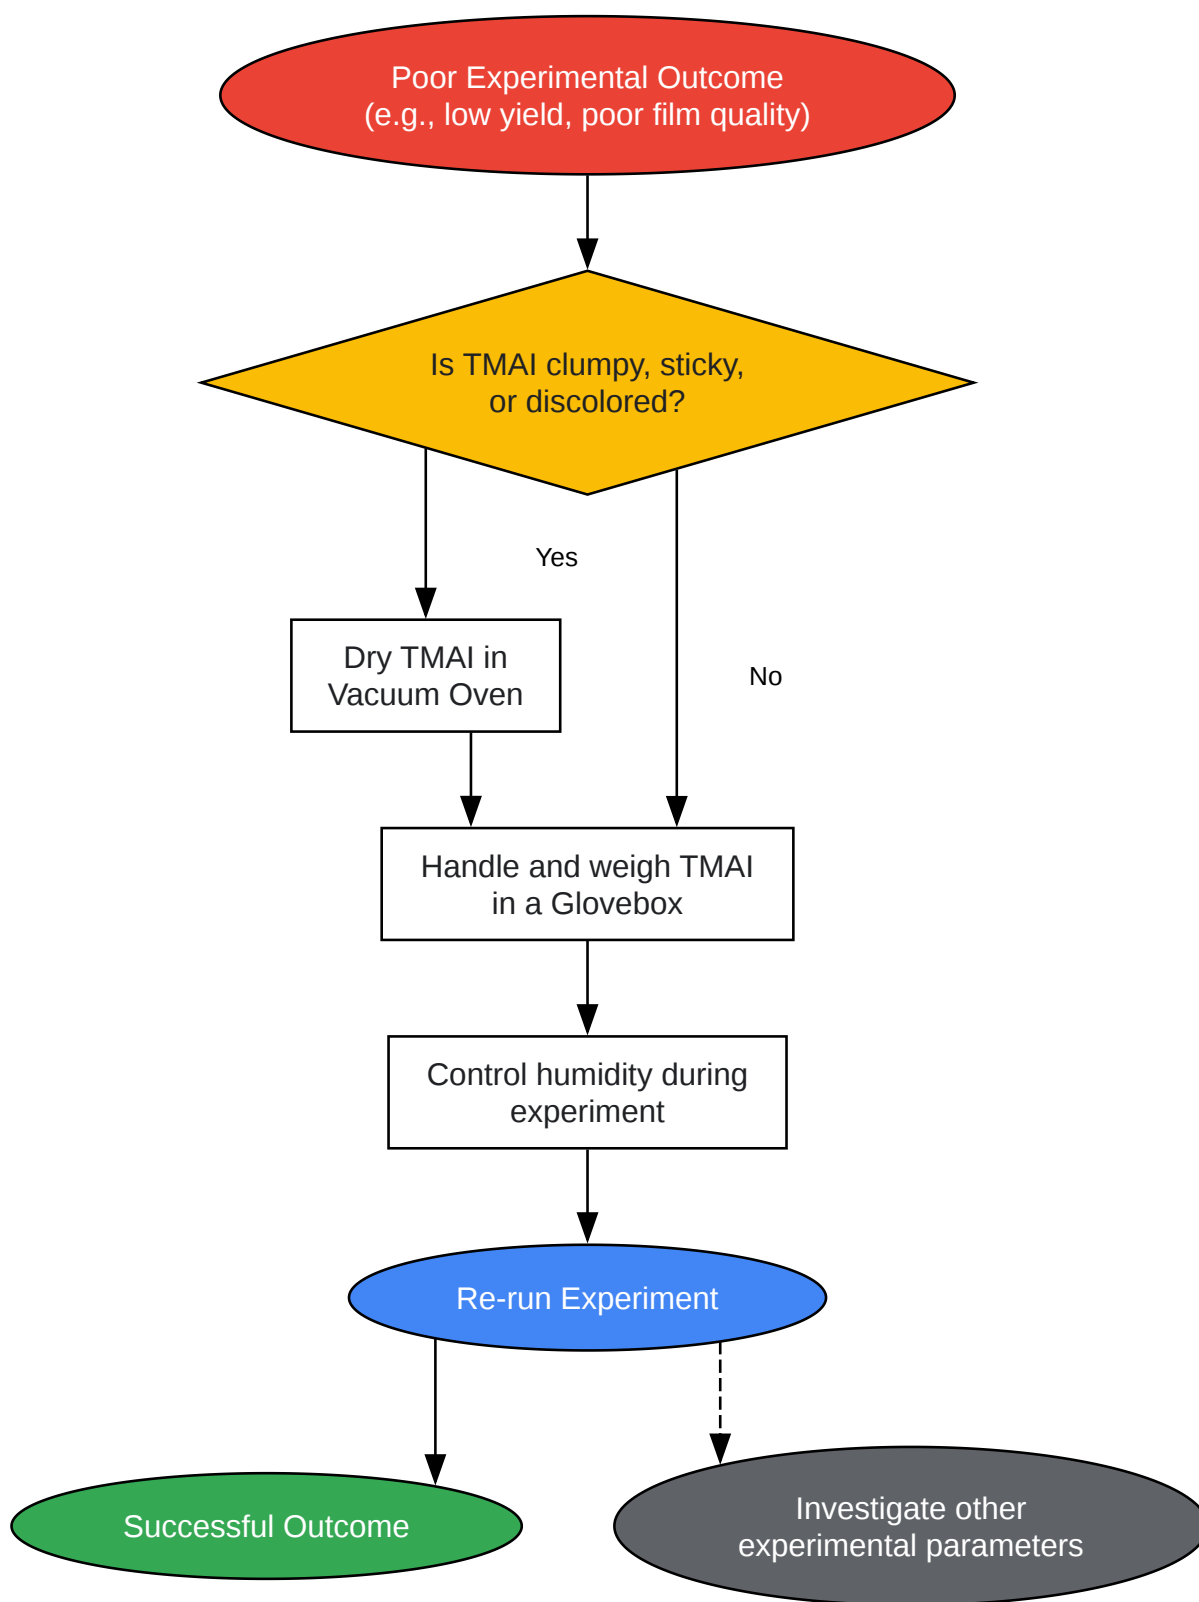 Poor Experimental Outcome
(e.g., low yield, poor film quality)
Is TMAI clumpy, sticky,
or discolored?
Yes
Dry TMAI in
Vacuum Oven
No
Handle and weigh TMAI
in a Glovebox
Control humidity during
experiment
Re-run Experiment
Successful Outcome
Investigate other
experimental parameters